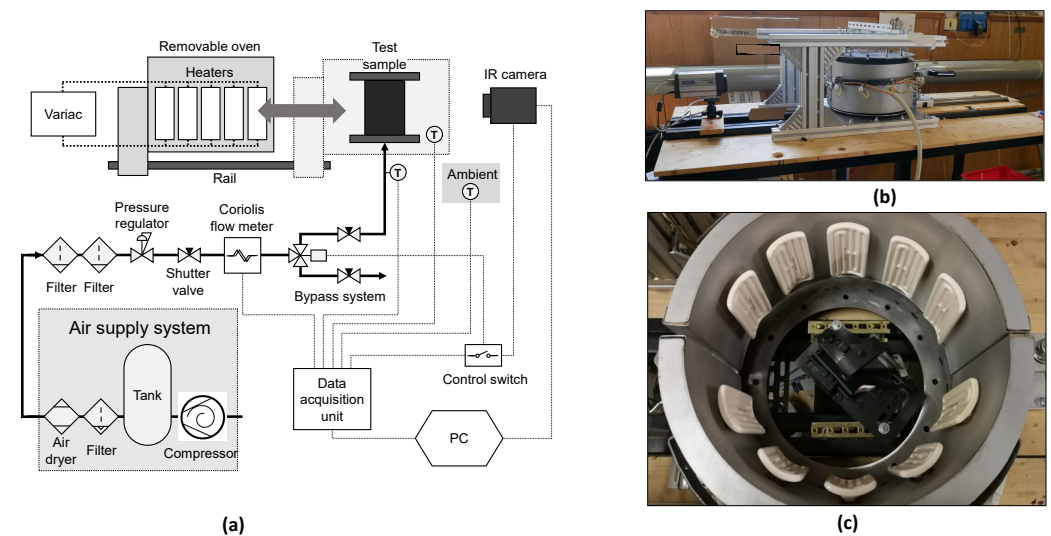 Removable oven
Heaters
Variac
Rail
Test
sample
IR camera
T
T
Ambient
T
Pressure
regulator
Coriolis
flow meter
Filter
Filter
Shutter
valve
Bypass system
Air supply system
Tank
Air
dryer
Filter
Compressor
Data
acquisition
unit
Control switch
PC
(a)
(b)
(c)